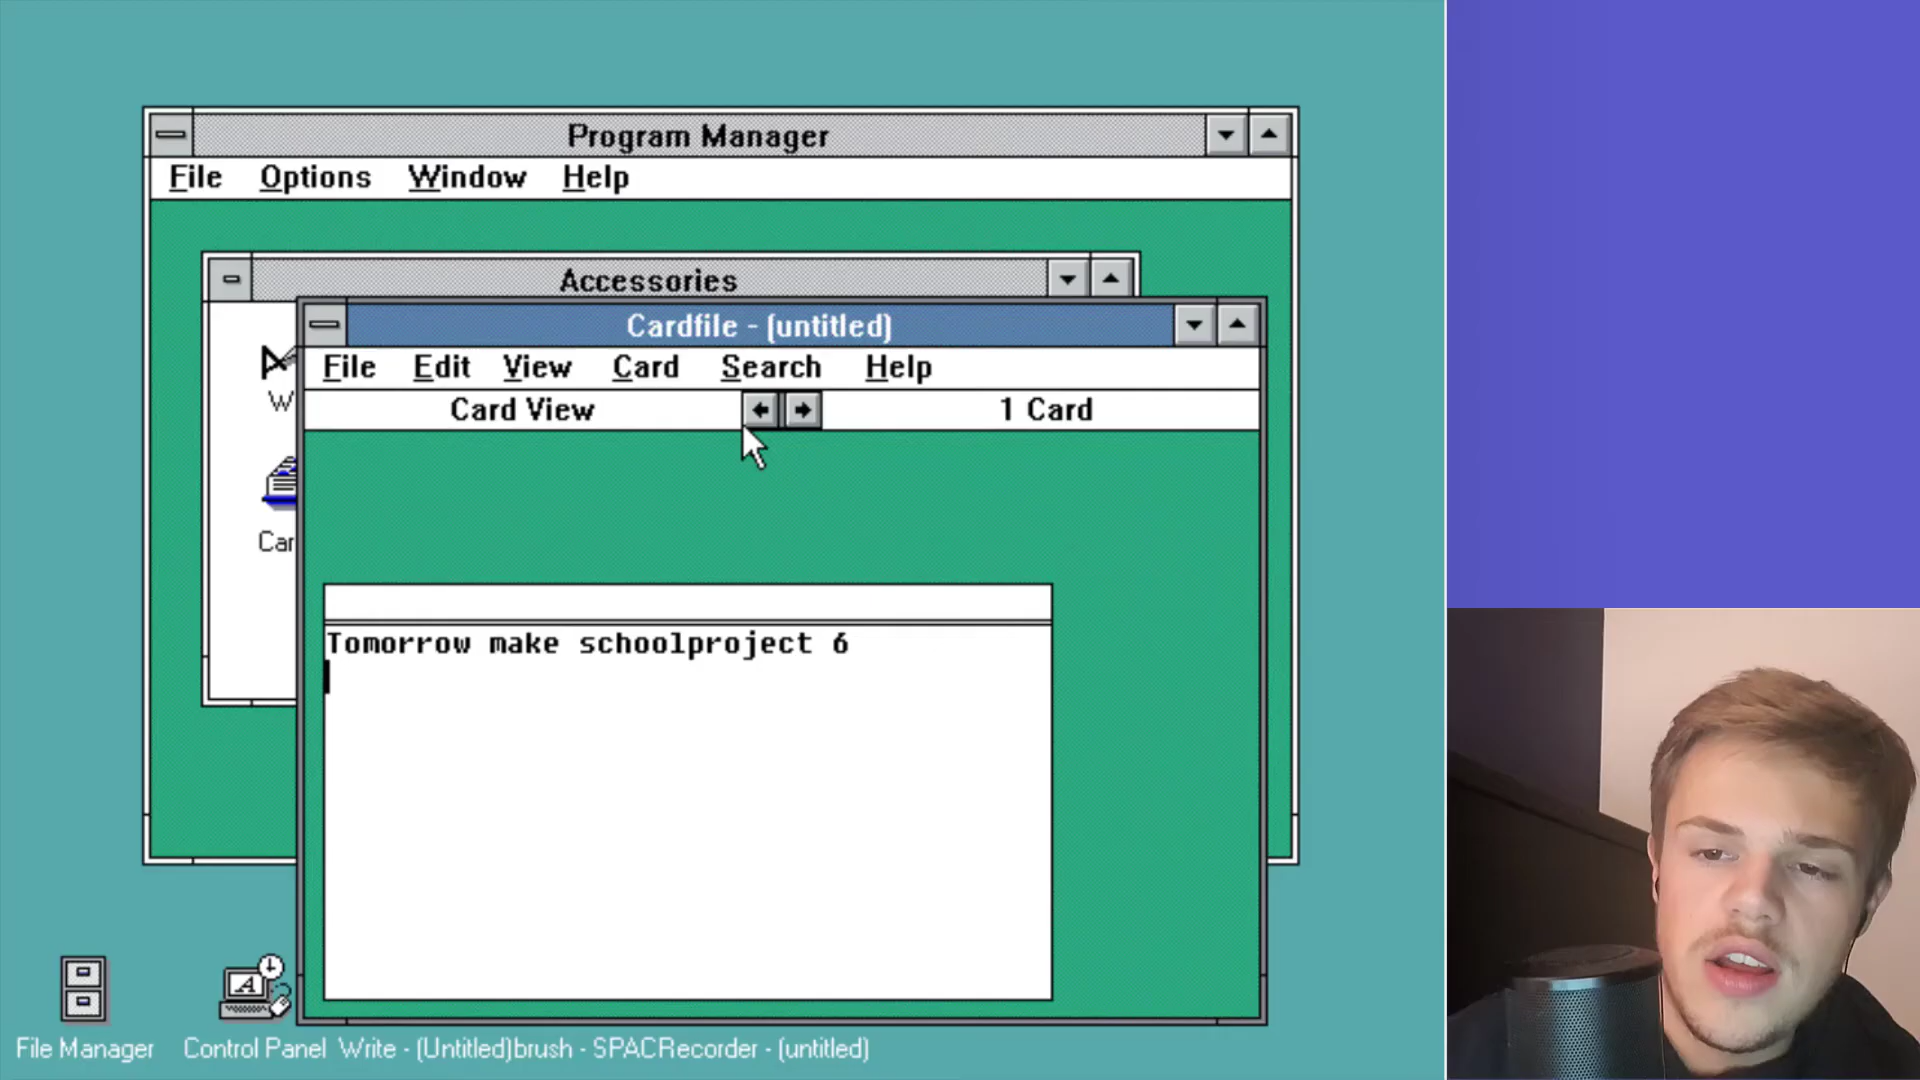 Program Manager
File Options Window Help
Accessories
Cardfile - (untitled)
File Edit View Card Search Help
W
Card View
1 Card
Car
Tomorrow make schoolproject 6
File Manager Control Panel Write - (Untitled)brush - SPACRecorder - (untitled)